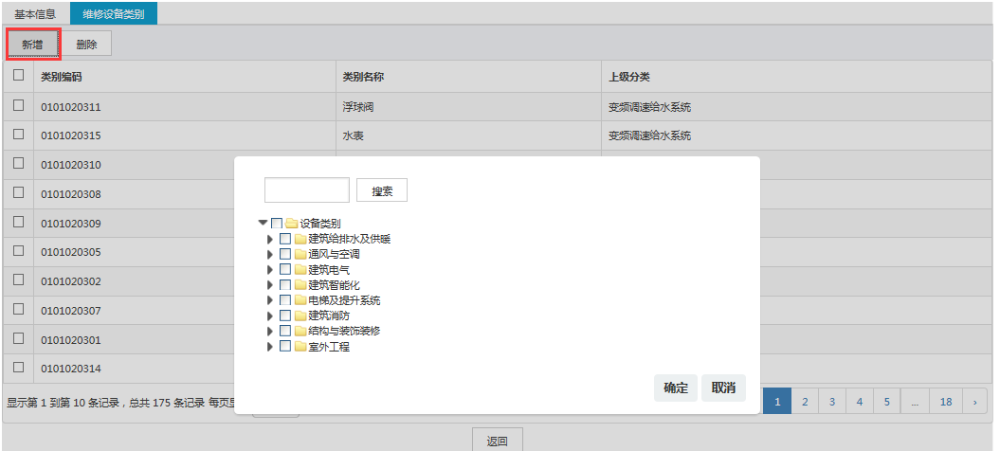 基本信息 维修设备类别
新增 删除
类别编码 类别名称 上级分类
0101020311 浮球阀 变频调速给水系统
0101020315 水表 变频调速给水系统
0101020310
0101020308
0101020309
0101020305
0101020302
0101020307
0101020301
0101020314
搜索
设备类别
建筑给排水及供暖
通风与空调
建筑电气
建筑智能化
电梯及提升系统
建筑消防
结构与装饰装修
室外工程
确定 取消
显示第 1 到第 10 条记录，总共 175 条记录 每页 1 2 3 4 5 ... 18 ›
返回